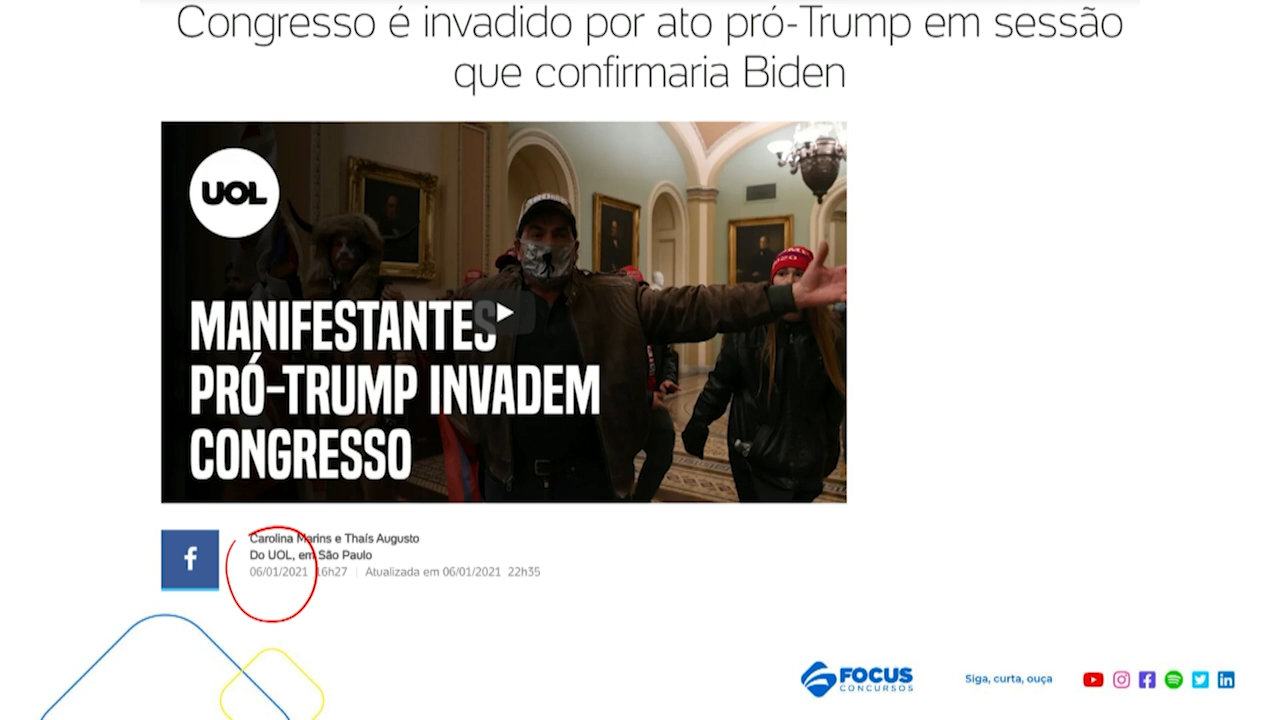 Congresso é invadido por ato pró-Trump em sessão
que confirmaria Biden
UOL
MANIFESTANTES
PRÓ-TRUMP INVADEM
CONGRESSO
Carolina Marins e Thaís Augusto
Do UOL, em São Paulo
06/01/2021 16h27 | Atualizada em 06/01/2021 22h35
FOCUS
CONCURSOS
Siga, curta, ouça